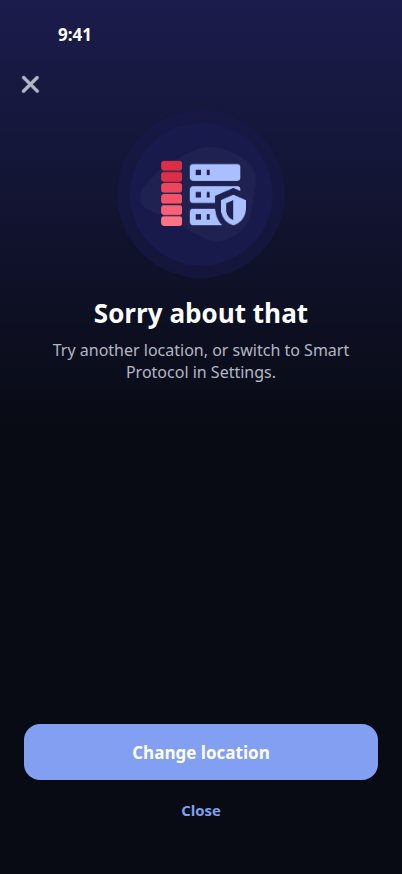 9:41
Sorry about that
Try another location, or switch to Smart
Protocol in Settings.
Change location
Close